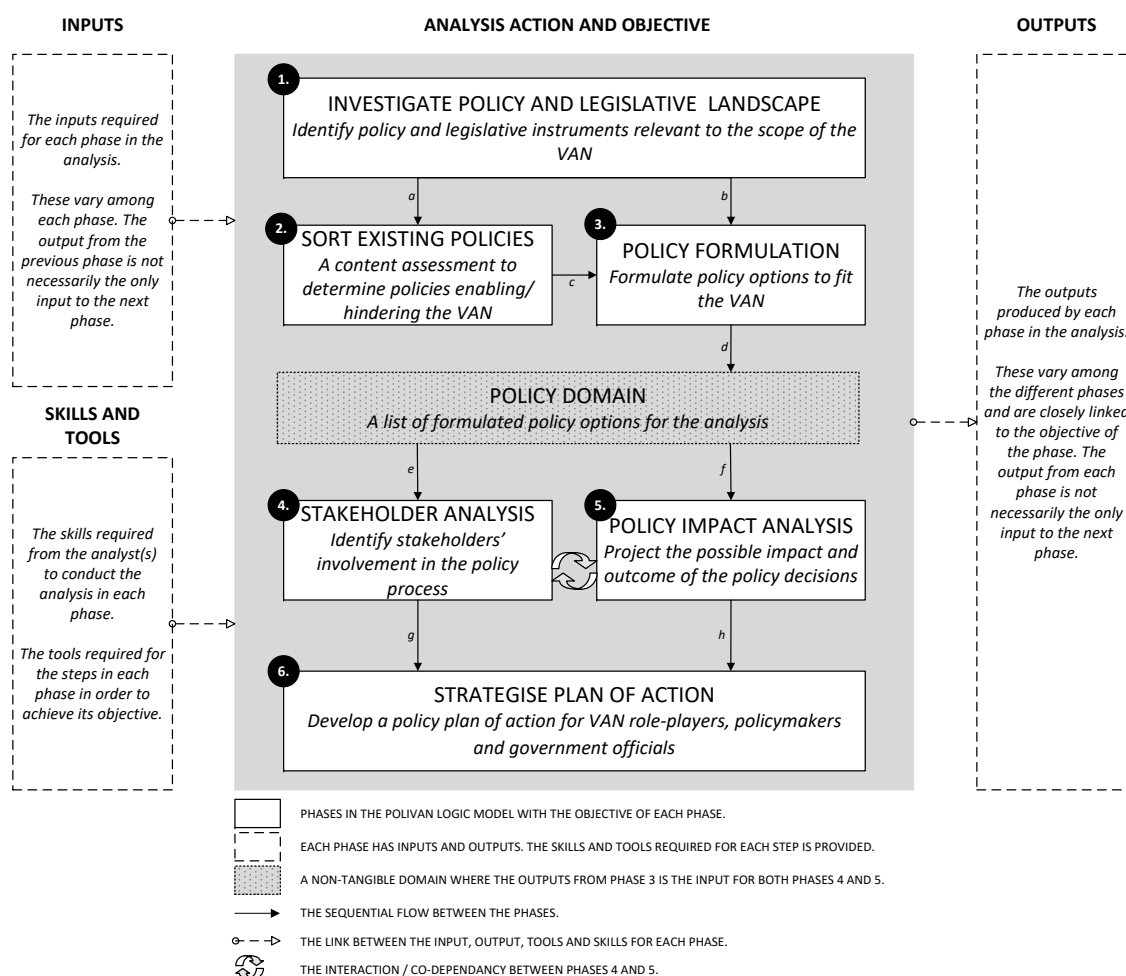 INPUTS
ANALYSIS ACTION AND OBJECTIVE
OUTPUTS
The inputs
required for
each phase in the
analysis.
These vary among
each phase. The
output from the
previous phase is not
necessarily the only
input to the next
phase.
SKILLS AND
TOOLS
The skills required
from the analyst(s)
to conduct the
analysis in each
phase.
The tools required for
the steps in each
phase in order to
achieve its objective.
1.
INVESTIGATE POLICY AND LEGISLATIVE LANDSCAPE
Identify policy and legislative instruments relevant to the scope of the
VAN
a
b
2.
SORT EXISTING POLICIES
A content assessment to
determine policies enabling/
hindering the VAN
c
3.
POLICY FORMULATION
Formulate policy options to fit
the VAN
d
POLICY DOMAIN
A list of formulated policy options for the analysis
e
f
4.
STAKEHOLDER ANALYSIS
Identify stakeholders'
involvement in the policy
process
5.
POLICY IMPACT ANALYSIS
Project the possible impact and
outcome of the policy decisions
g
h
6.
STRATEGISE PLAN OF ACTION
Develop a policy plan of action for VAN role-players, policymakers
and government officials
The outputs
produced by each
phase in the analysis.
These vary among
the different phases
and are closely linked
to the objective of
the phase. The
output from each
phase is not
necessarily the only
input to the next
phase.
PHASES IN THE POLIVAN LOGIC MODEL WITH THE OBJECTIVE OF EACH PHASE.
EACH PHASE HAS INPUTS AND OUTPUTS. THE SKILLS AND TOOLS REQUIRED FOR EACH STEP IS PROVIDED.
A NON-TANGIBLE DOMAIN WHERE THE OUTPUTS FROM PHASE 3 IS THE INPUT FOR BOTH PHASES 4 AND 5.
THE SEQUENTIAL FLOW BETWEEN THE PHASES.
THE LINK BETWEEN THE INPUT, OUTPUT, TOOLS AND SKILLS FOR EACH PHASE.
THE INTERACTION / CO-DEPENDANCY BETWEEN PHASES 4 AND 5.